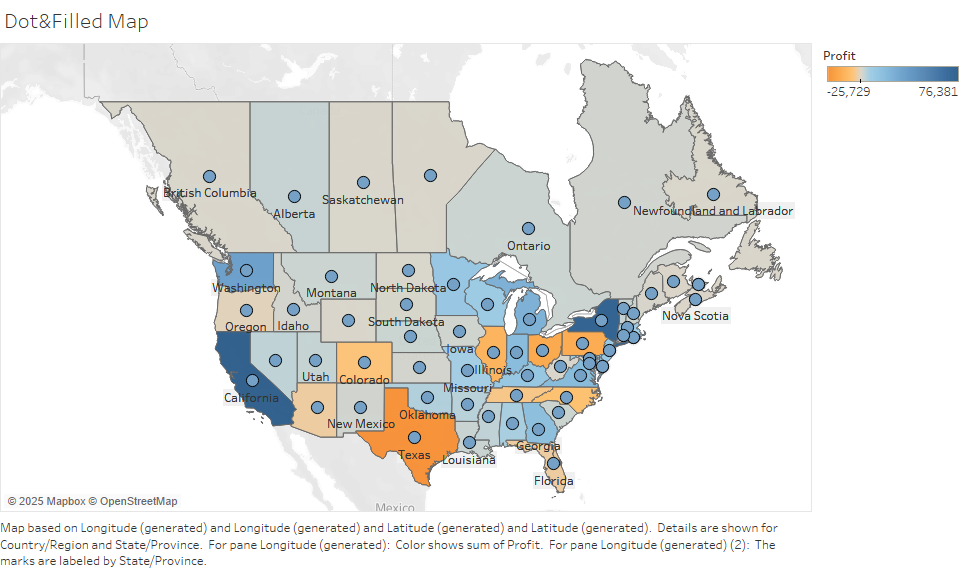 Dot&Filled Map
Profit
-25,729 76,381
British Columbia
Alberta
Saskatchewan
Newfoundland and Labrador
Ontario
Washington
Montana
North Dakota
Nova Scotia
Oregon
Idaho
South Dakota
Iowa
Illinois
Utah
Colorado
Missouri
California
Oklahoma
New Mexico
Georgia
Texas
Louisiana
Florida
© 2025 Mapbox © OpenStreetMap
Mexico
Map based on Longitude (generated) and Longitude (generated) and Latitude (generated) and Latitude (generated). Details are shown for
Country/Region and State/Province. For pane Longitude (generated): Color shows sum of Profit. For pane Longitude (generated) (2): The
marks are labeled by State/Province.